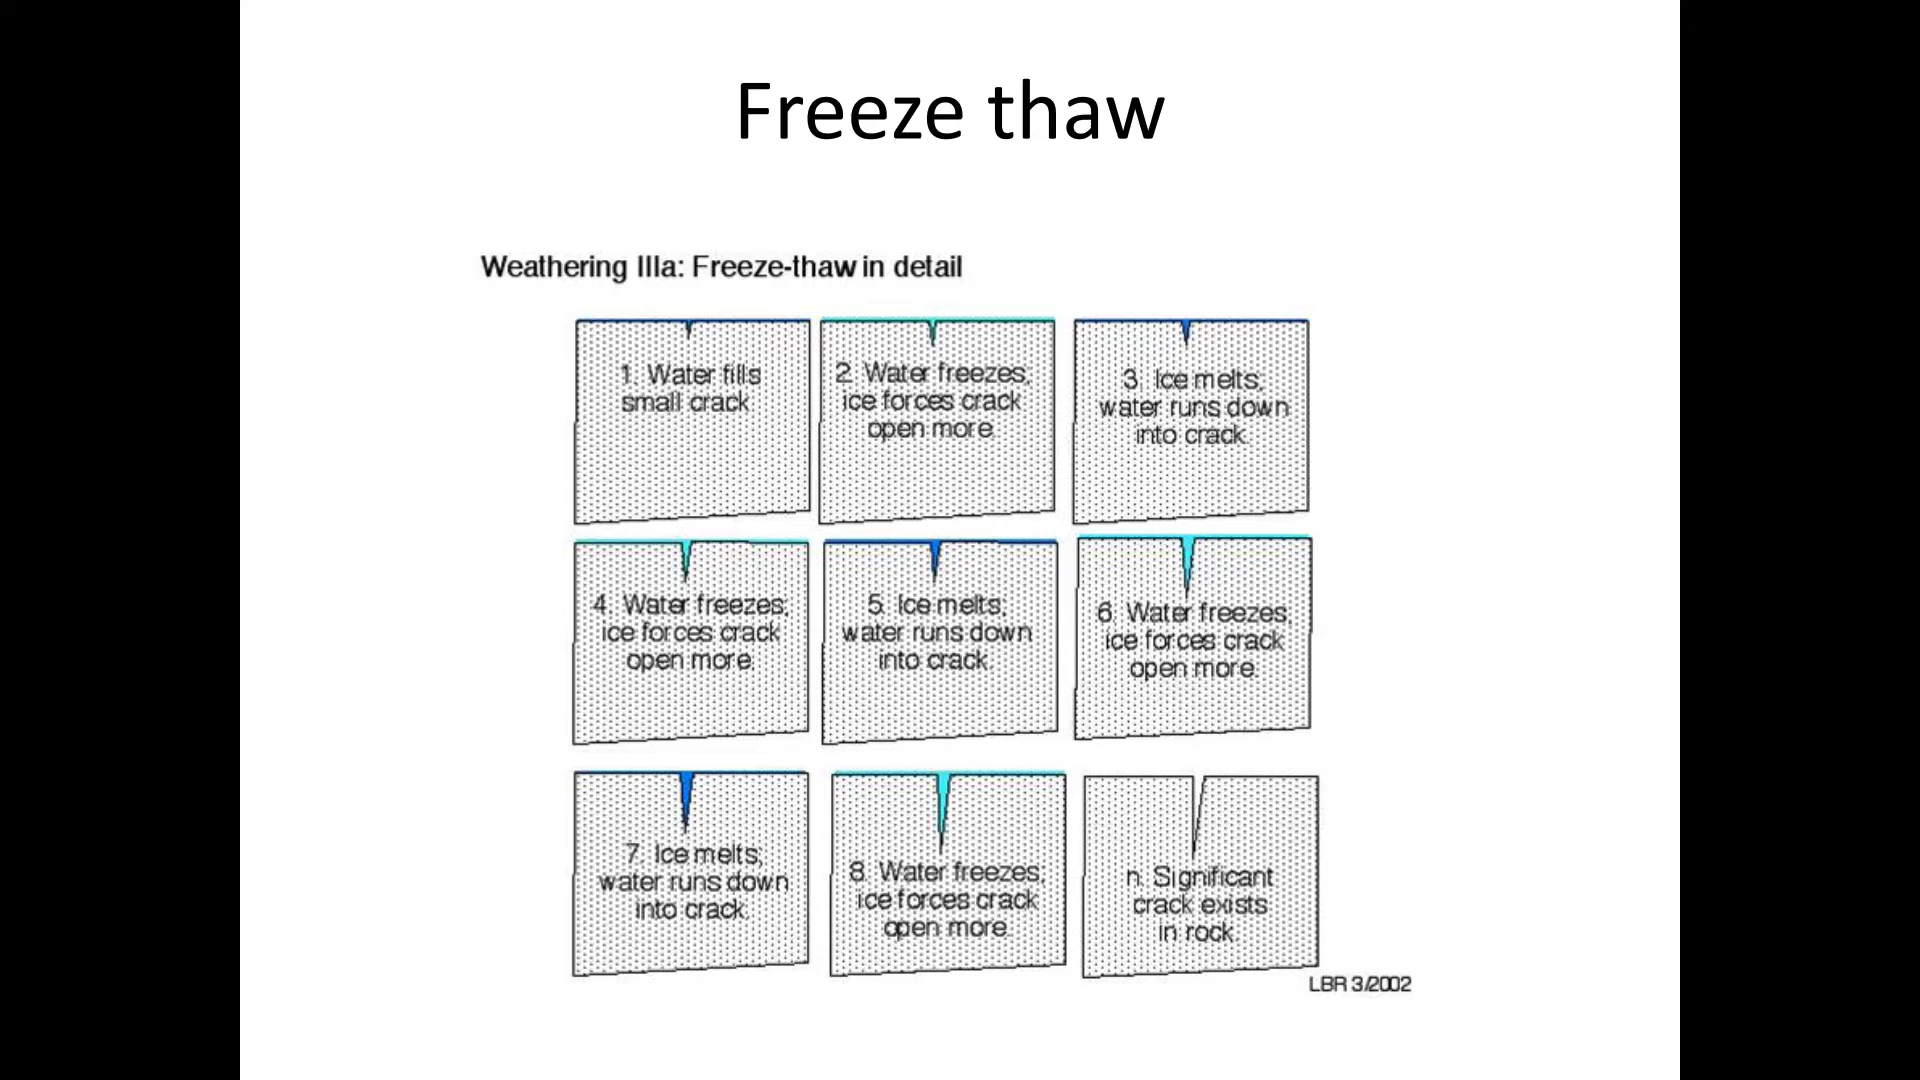 Freeze thaw
Weathering IIIa: Freeze-thaw in detail
1. Water fills
small crack.
2. Water freezes;
ice forces crack
open more.
3. Ice melts;
water runs down
into crack.
4. Water freezes;
ice forces crack
open more.
5. Ice melts;
water runs down
into crack.
6. Water freezes;
ice forces crack
open more.
7. Ice melts;
water runs down
into crack.
8. Water freezes;
ice forces crack
open more.
n. Significant
crack exists
in rock.
LBR 3/2002